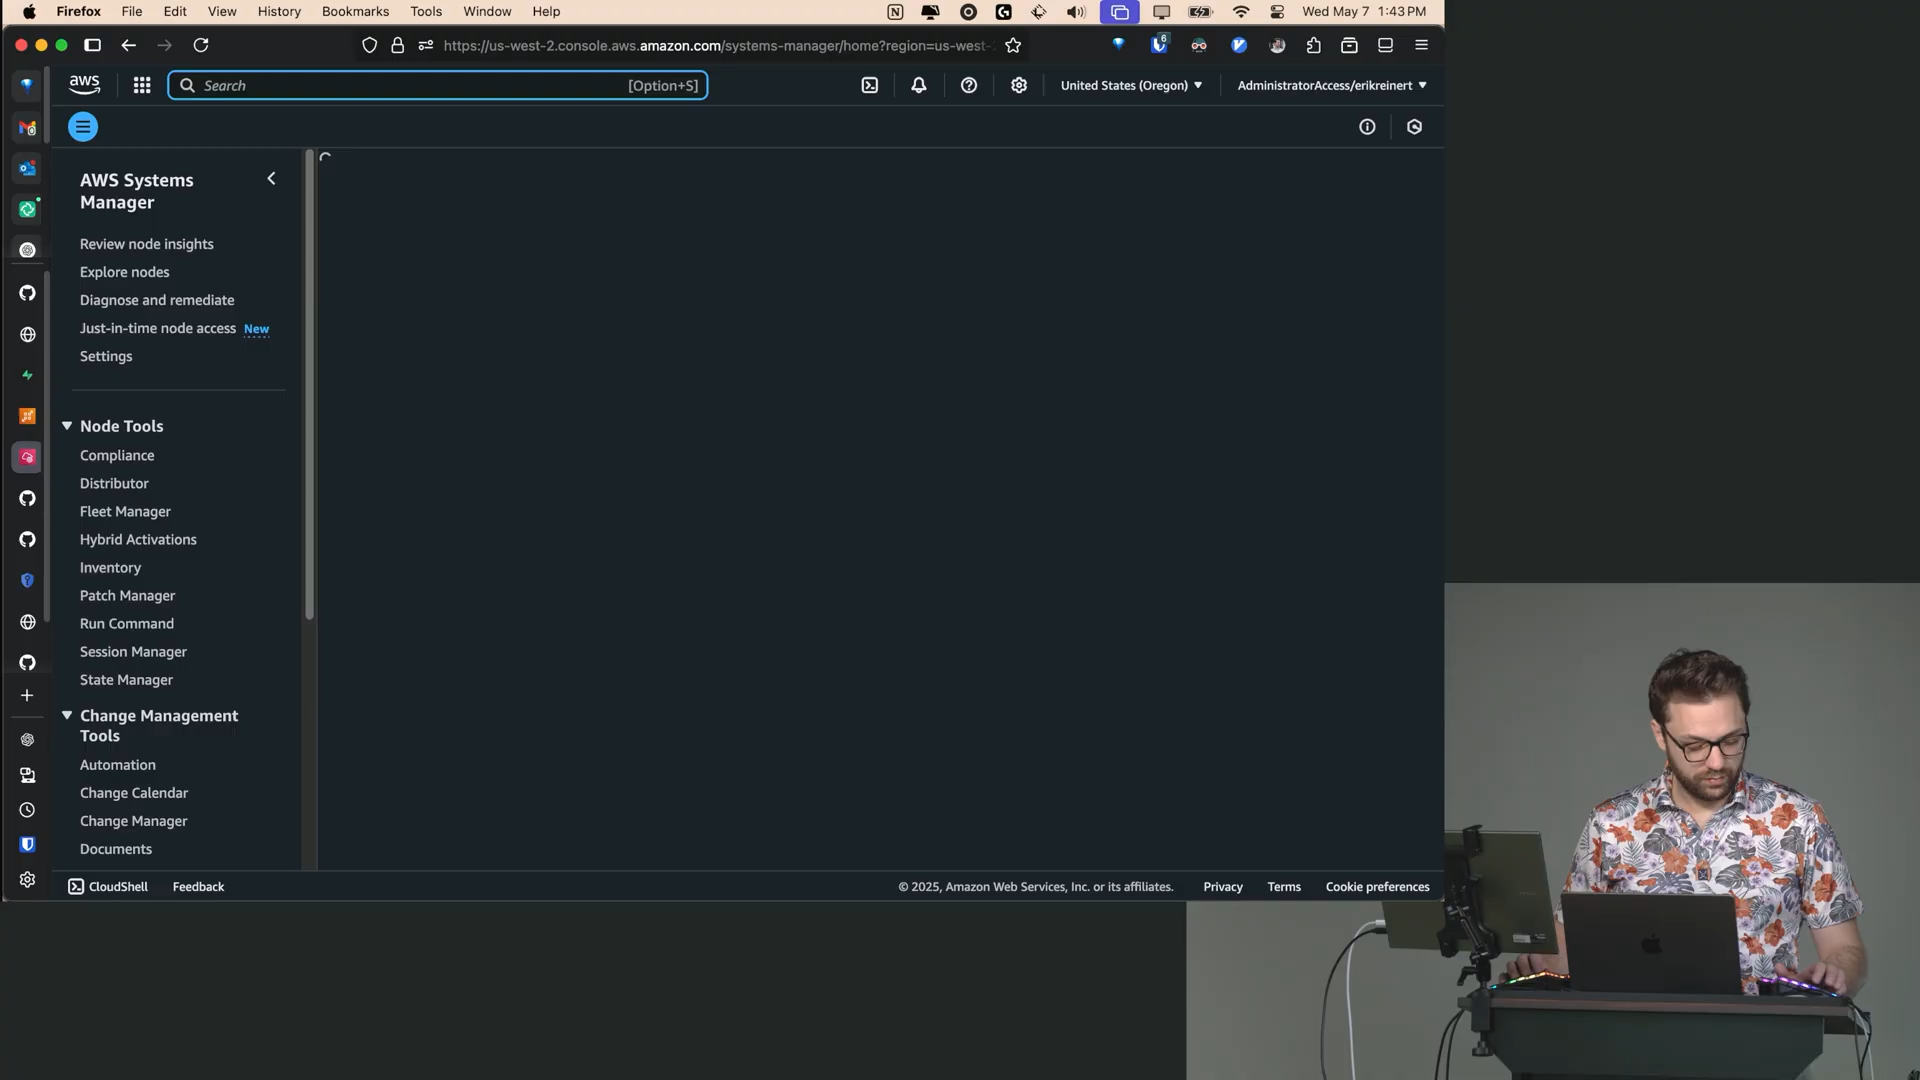 Firefox File Edit View History Bookmarks Tools Window Help Wed May 7 1:43 PM
https://us-west-2.console.aws.amazon.com/systems-manager/home?region=us-west-
6
aws Search [Option+S] United States (Oregon) AdministratorAccess/erikreinert
AWS Systems
Manager
Review node insights
Explore nodes
Diagnose and remediate
Just-in-time node access New
Settings
Node Tools
Compliance
Distributor
Fleet Manager
Hybrid Activations
Inventory
Patch Manager
Run Command
Session Manager
State Manager
Change Management
Tools
Automation
Change Calendar
Change Manager
Documents
CloudShell Feedback © 2025, Amazon Web Services, Inc. or its affiliates. Privacy Terms Cookie preferences